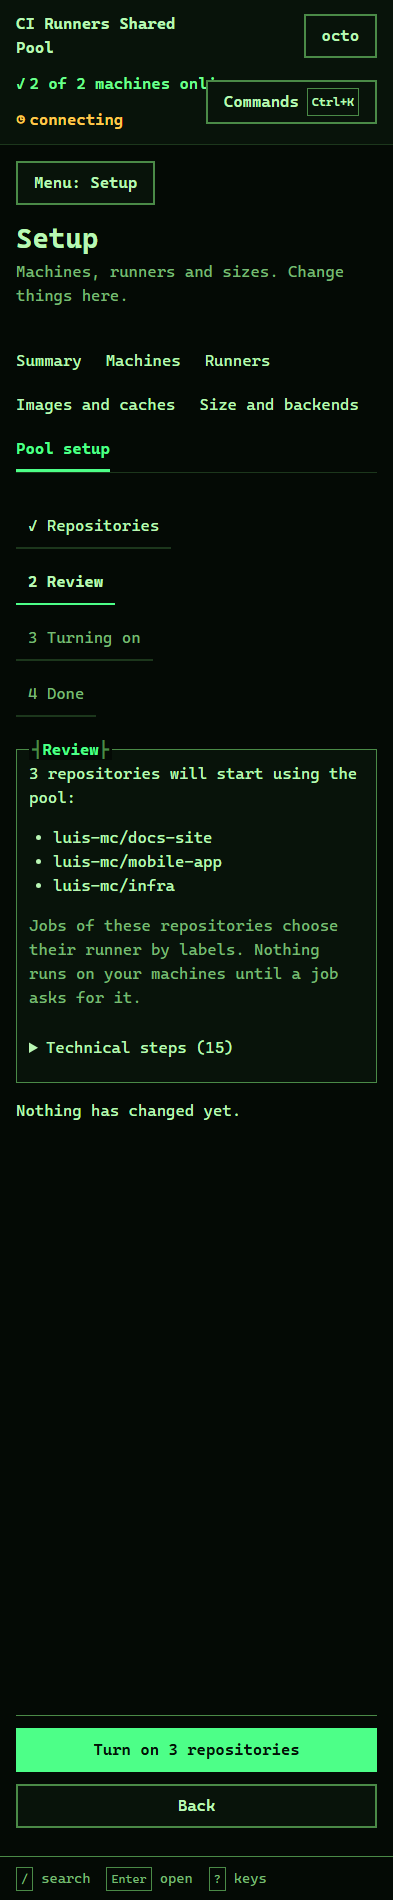 CI Runners Shared
Pool
octo
✓ 2 of 2 machines
Commands Ctrl+K
connecting
Menu: Setup
Setup
Machines, runners and sizes. Change
things here.
Summary Machines Runners
Images and caches Size and backends
Pool setup
✓ Repositories
2 Review
3 Turning on
4 Done
Review
3 repositories will start using the
pool:
• luis-mc/docs-site
• luis-mc/mobile-app
• luis-mc/infra
Jobs of these repositories choose
their runner by labels. Nothing
runs on your machines until a job
asks for it.
▶ Technical steps (15)
Nothing has changed yet.
Turn on 3 repositories
Back
/ search Enter open ? keys